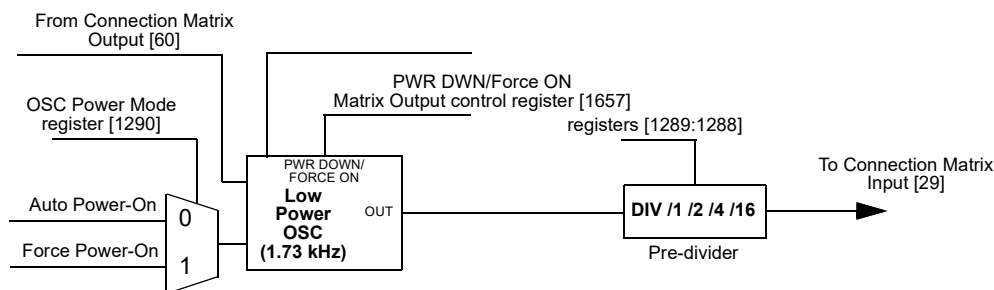 From Connection Matrix
Output [60]
PWR DWN/Force ON
Matrix Output control register [1657]
OSC Power Mode
register [1290]
registers [1289:1288]
PWR DOWN/
FORCE ON
Low
Power
OSC
(1.73 kHz)
OUT
To Connection Matrix
Input [29]
Auto Power-On
0
Force Power-On
1
DIV /1 /2 /4 /16
Pre-divider